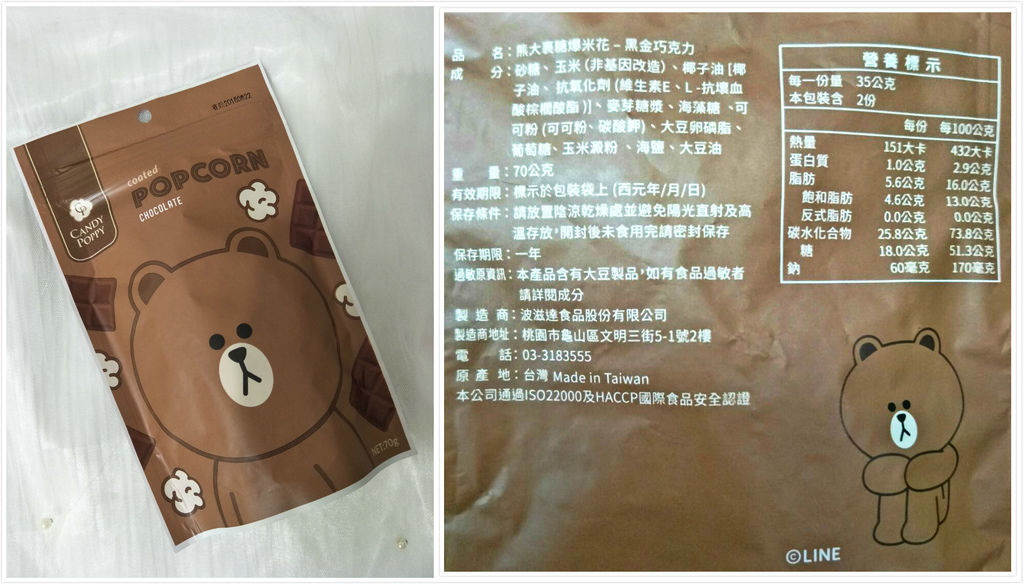 有效20180822
coated
POPCORN
CHOCOLATE
CANDY
POPPY
NET:70g
品名:熊大裹糖爆米花–黑金巧克力
成分:砂糖、玉米(非基因改造)、椰子油[椰
子油、抗氧化劑(維生素E、L-抗壞血
酸棕櫚酸酯)]、麥芽糖漿、海藻糖、可
可粉(可可粉、碳酸鉀)、大豆卵磷脂、
葡萄糖、玉米澱粉、海鹽、大豆油
重量:70公克
有效期限:標示於包裝袋上(西元年/月/日)
保存條件:請放置陰涼乾燥處並避免陽光直射及高
溫存放,開封後未食用完請密封保存
保存期限:一年
過敏原資訊:本產品含有大豆製品,如有食品過敏者
請詳閱成分
製造商:波滋達食品股份有限公司
製造商地址:桃園市龜山區文明三街5-1號2樓
電話:03-3183555
原產地:台灣 Made in Taiwan
本公司通過ISO22000及HACCP國際食品安全認證
營養標示
每一份量 35公克
本包裝含 2份
每份 每100公克
熱量 151大卡 432大卡
蛋白質 1.0公克 2.9公克
脂肪 5.6公克 16.0公克
飽和脂肪 4.6公克 13.0公克
反式脂肪 0.0公克 0.0公克
碳水化合物 25.8公克 73.8公克
糖 18.0公克 51.3公克
鈉 60毫克 170毫克
©LINE